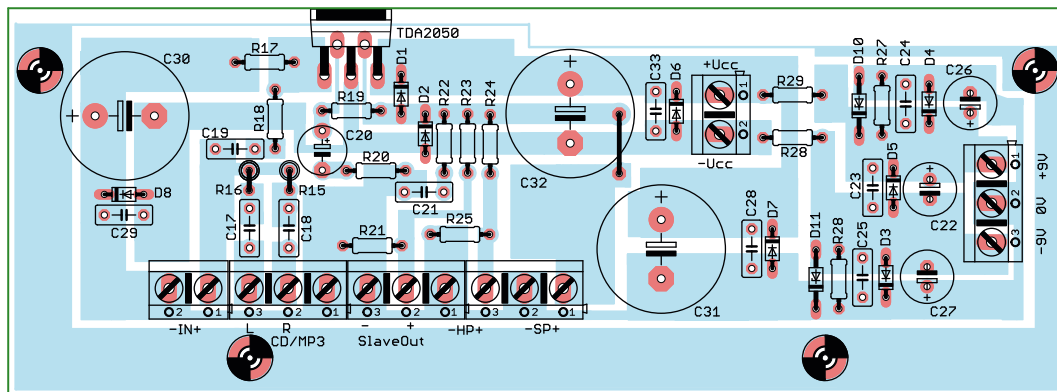 TDA2050
C30
R17
D1
R18
R19
C20
C19
R16
R15
R20
D2
R22
R23
R24
C21
D8
C29
C17
C18
R21
R25
C32
C33
D6
+Ucc
1
2
-Ucc
R29
R28
D10
R27
C24
D4
C26
D5
C23
C22
1
2
3
+9V
0V
-9V
C31
C28
D7
D11
R28
C25
D3
C27
2 1 3 2 1 3 2 1 3 2 1
-IN+
L R
CD/MP3
- +
SlaveOut
-HP+
-SP+